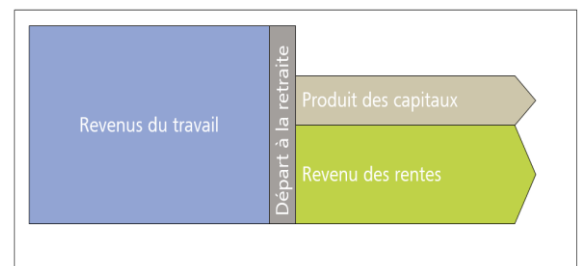 Revenus du travail
Départ à la retraite
Produit des capitaux
Revenu des rentes